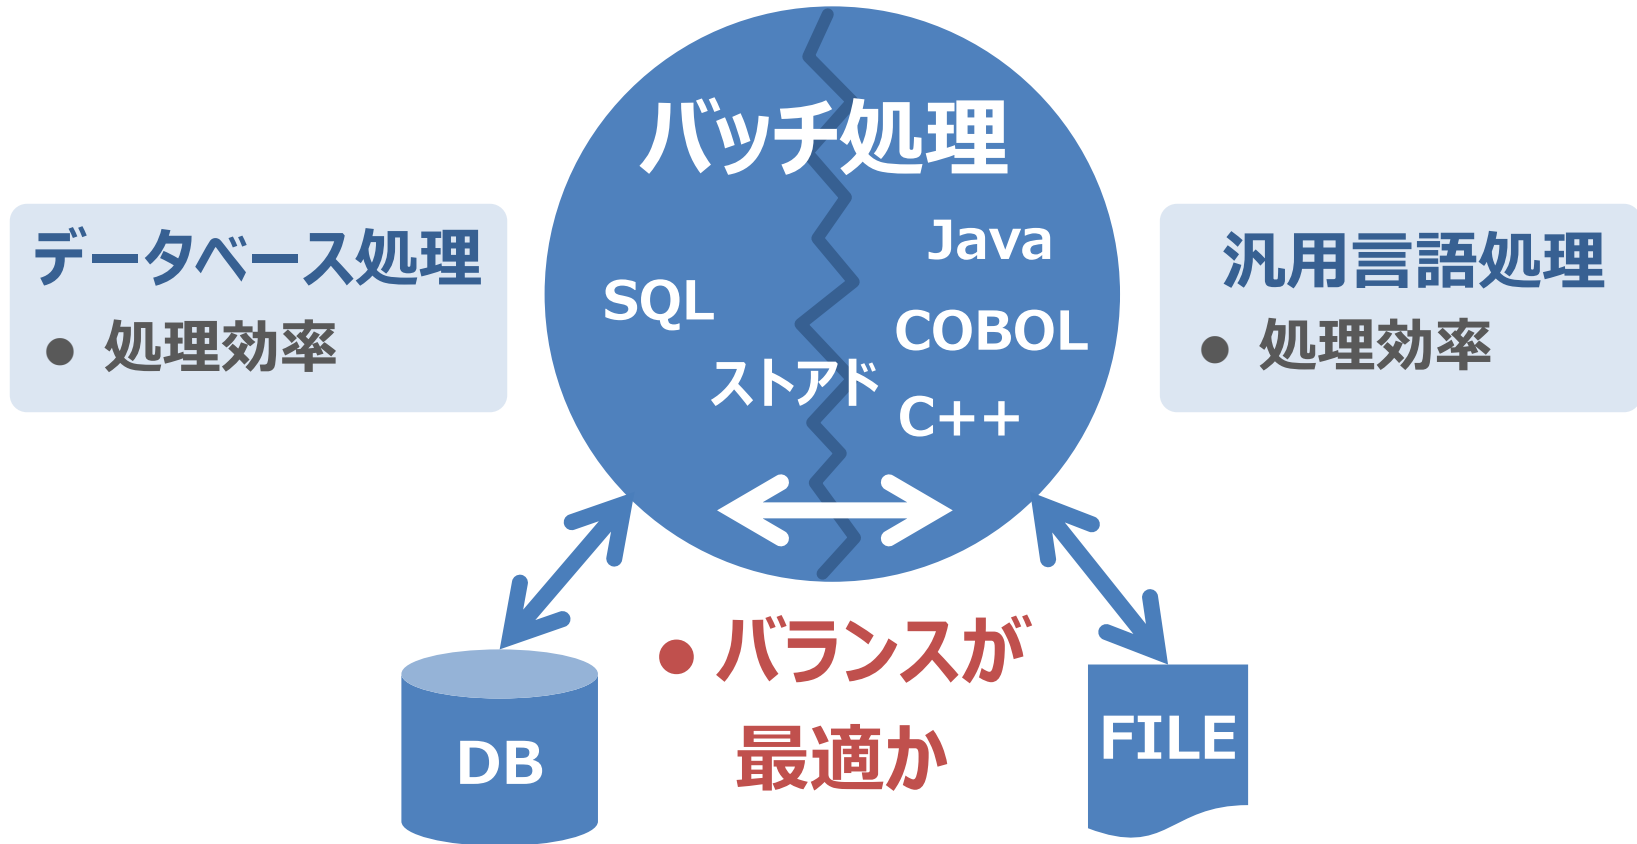 バッチ処理
データベース処理
● 処理効率
SQL
ストアド
Java
COBOL
C++
汎用言語処理
● 処理効率
● バランスが
最適か
DB
FILE